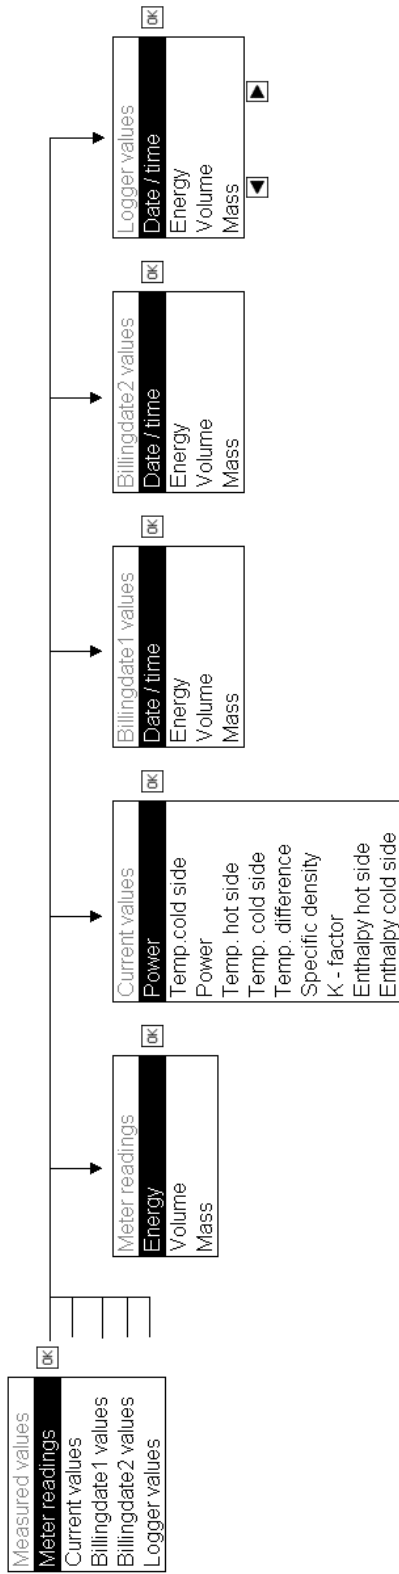 Measured values
Meter readings
OK
Current values
Billingdate1 values
Billingdate2 values
Logger values
Meter readings
Energy
OK
Volume
Mass
Current values
Power
OK
Temp.cold side
Power
Temp. hot side
Temp. cold side
Temp. difference
Specific density
K - factor
Enthalpy hot side
Enthalpy cold side
Billingdate1 values
Date / time
OK
Energy
Volume
Mass
Billingdate2 values
Date / time
OK
Energy
Volume
Mass
Logger values
Date / time
OK
Energy
Volume
Mass